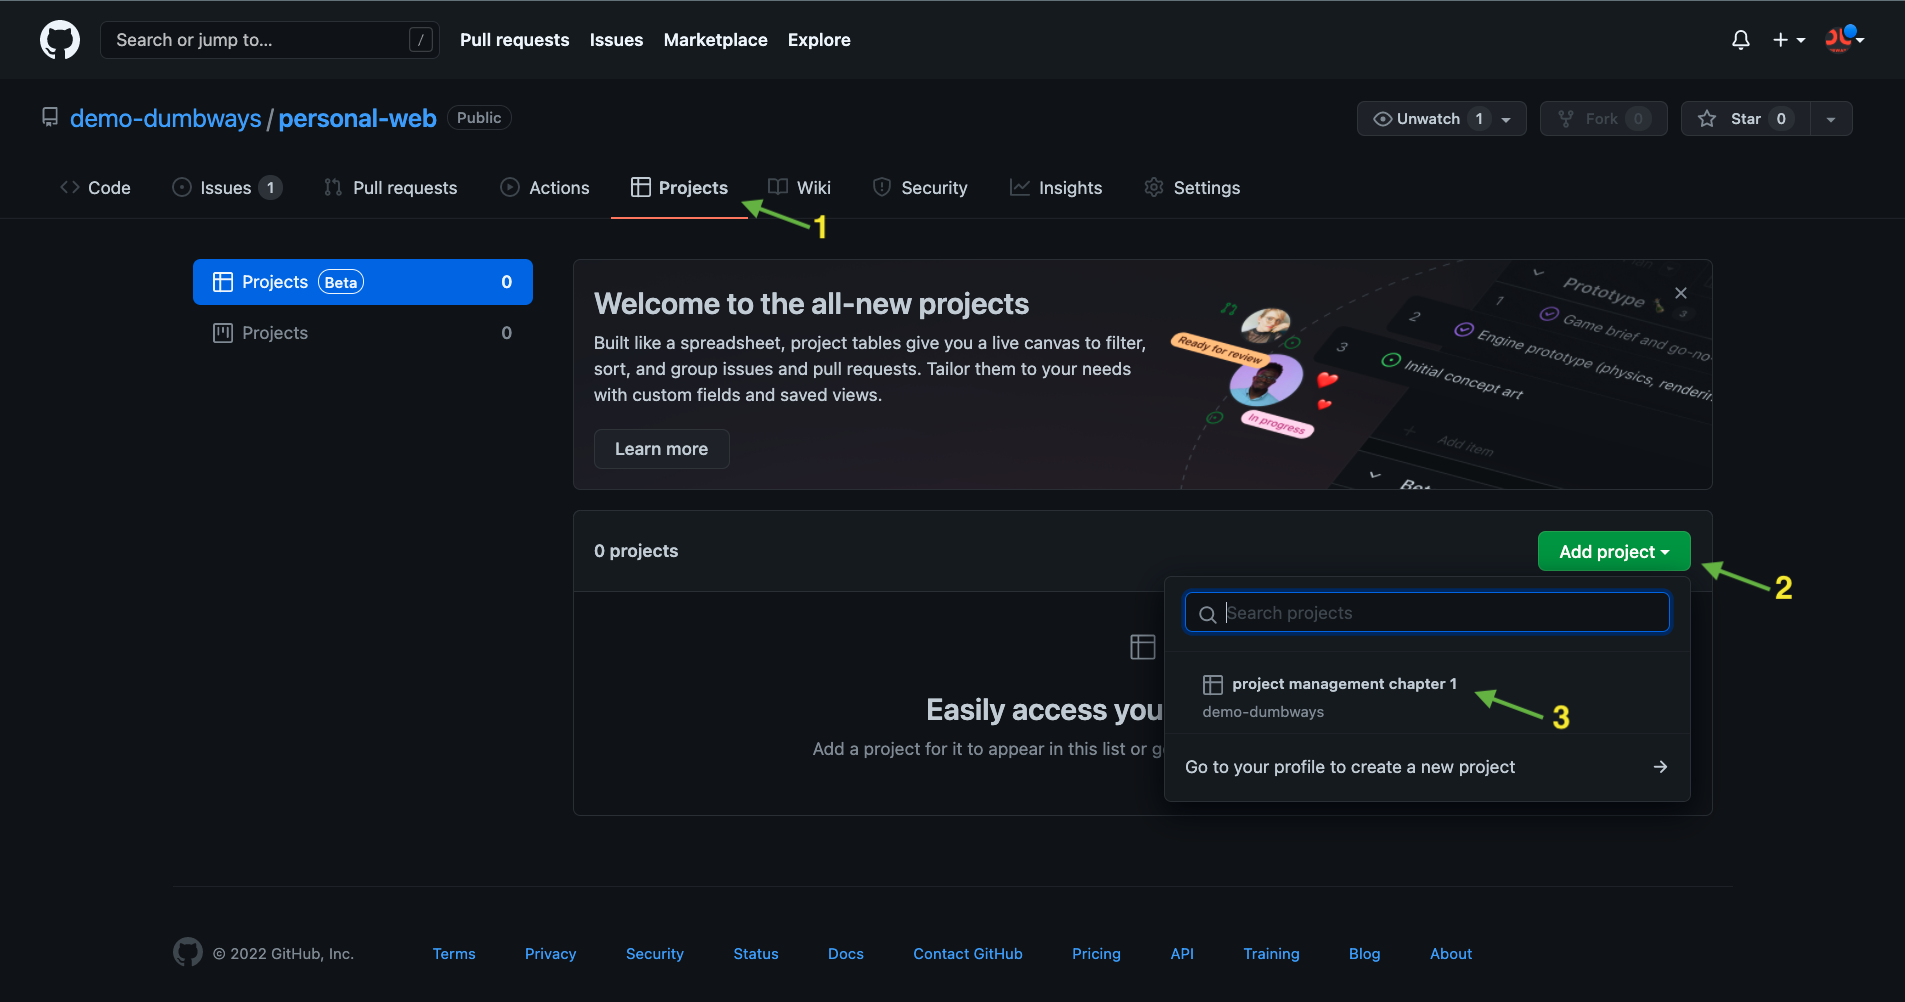 Search or jump to...
/
Pull requests
Issues
Marketplace
Explore
demo-dumbways / personal-web
Public
Unwatch 1
Fork 0
Star 0
Code
Issues 1
Pull requests
Actions
Projects
Wiki
Security
Insights
Settings
1
Projects Beta 0
Projects 0
Welcome to the all-new projects
Built like a spreadsheet, project tables give you a live canvas to filter,
sort, and group issues and pull requests. Tailor them to your needs
with custom fields and saved views.
Learn more
Ready for review
In progress
Prototype 3
1 Game brief and go-no-
2 Engine prototype (physics, renderin
3 Initial concept art
+ Add item
Bet
0 projects
Add project
2
Search projects
project management chapter 1
demo-dumbways
3
Go to your profile to create a new project
Easily access you
Add a project for it to appear in this list or g
© 2022 GitHub, Inc.
Terms
Privacy
Security
Status
Docs
Contact GitHub
Pricing
API
Training
Blog
About